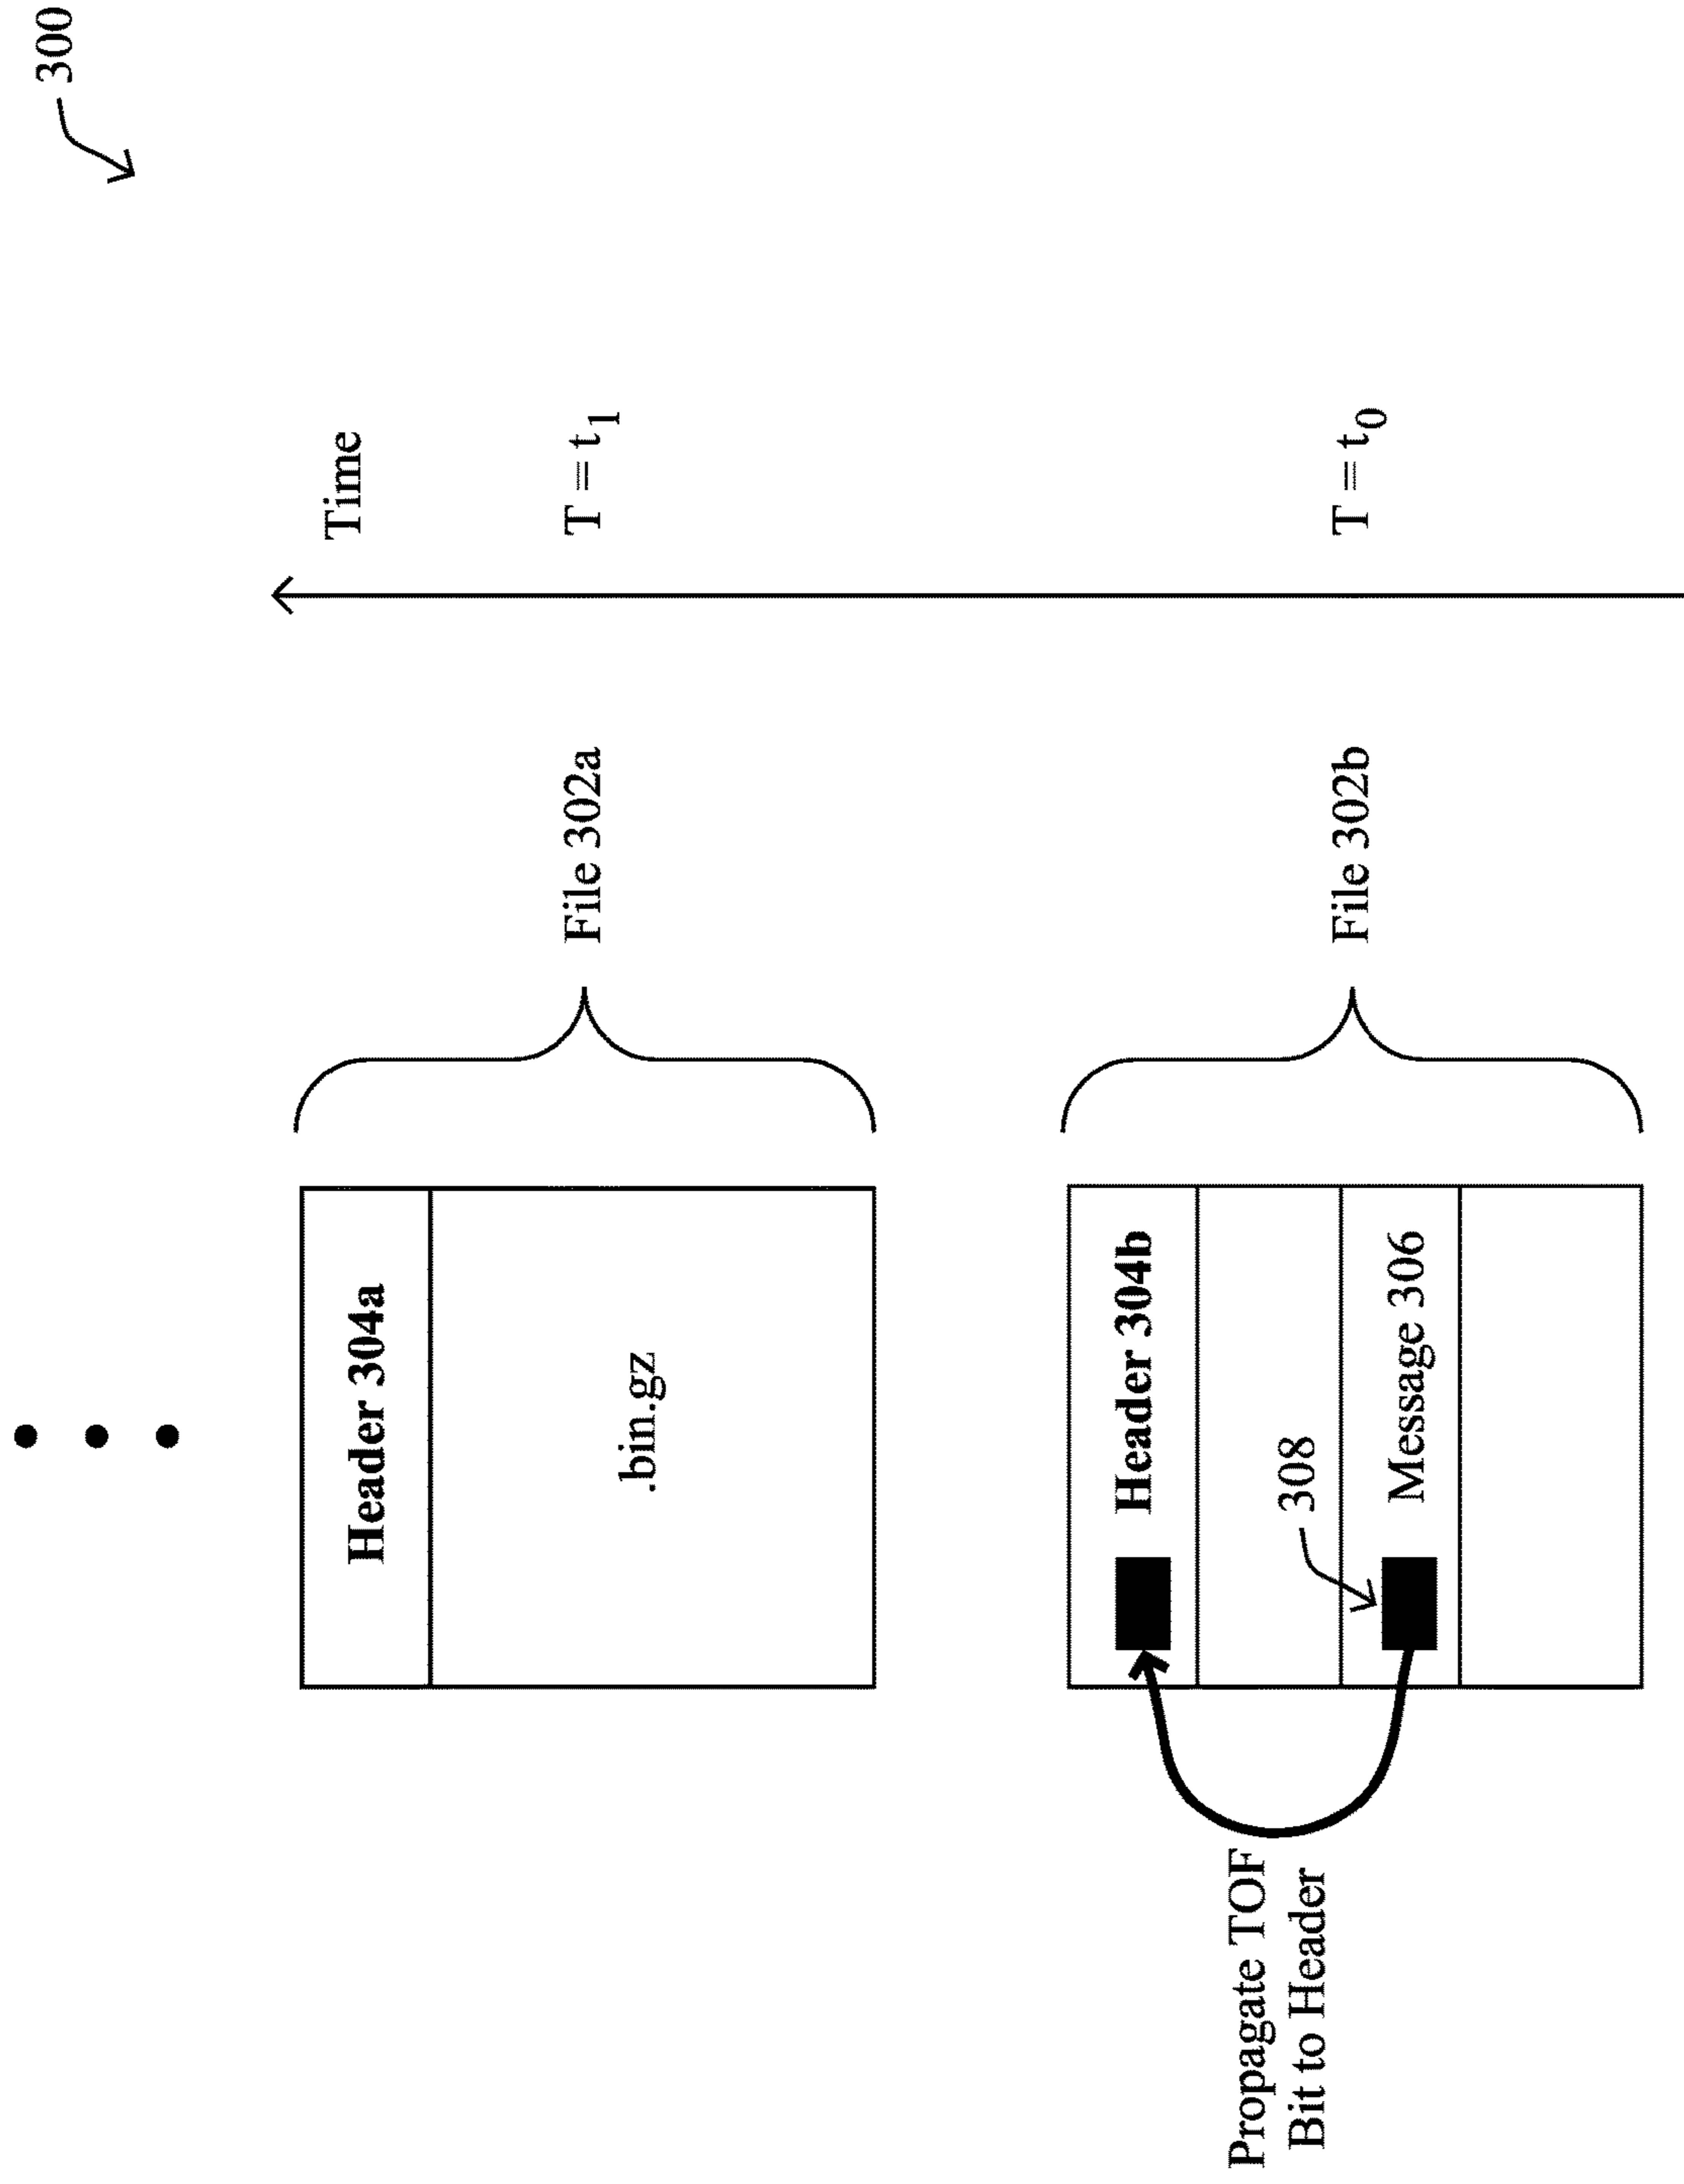 300
Header 304a
.bin.gz
File 302a
Time
T = t1
Propagate TOF
Bit to Header
Header 304b
308
Message 306
File 302b
T = t0